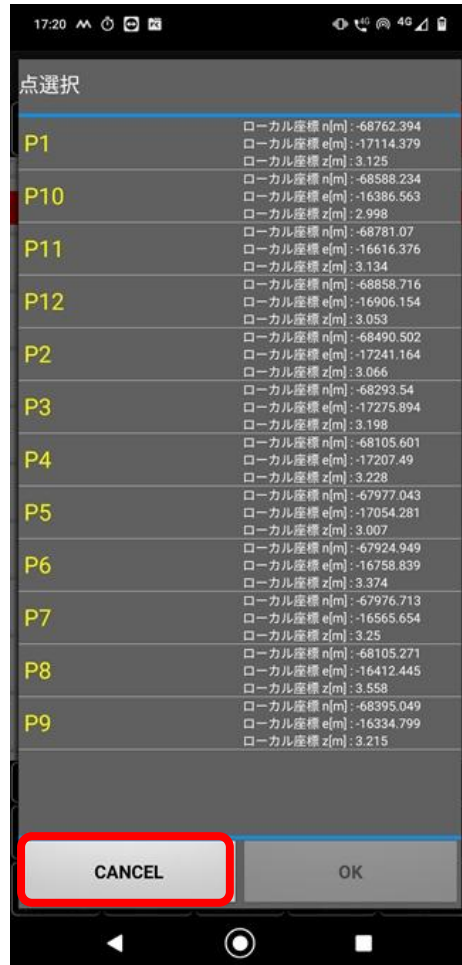 17:20
4G 4G
点選択
P1
ローカル座標 n[m] : -68762.394
ローカル座標 e[m] : -17114.379
ローカル座標 z[m] : 3.125
P10
ローカル座標 n[m] : -68588.234
ローカル座標 e[m] : -16386.563
ローカル座標 z[m] : 2.998
P11
ローカル座標 n[m] : -68781.07
ローカル座標 e[m] : -16616.376
ローカル座標 z[m] : 3.134
P12
ローカル座標 n[m] : -68858.716
ローカル座標 e[m] : -16906.154
ローカル座標 z[m] : 3.053
P2
ローカル座標 n[m] : -68490.502
ローカル座標 e[m] : -17241.164
ローカル座標 z[m] : 3.066
P3
ローカル座標 n[m] : -68293.54
ローカル座標 e[m] : -17275.894
ローカル座標 z[m] : 3.198
P4
ローカル座標 n[m] : -68105.601
ローカル座標 e[m] : -17207.49
ローカル座標 z[m] : 3.228
P5
ローカル座標 n[m] : -67977.043
ローカル座標 e[m] : -17054.281
ローカル座標 z[m] : 3.007
P6
ローカル座標 n[m] : -67924.949
ローカル座標 e[m] : -16758.839
ローカル座標 z[m] : 3.374
P7
ローカル座標 n[m] : -67976.713
ローカル座標 e[m] : -16565.654
ローカル座標 z[m] : 3.25
P8
ローカル座標 n[m] : -68105.271
ローカル座標 e[m] : -16412.445
ローカル座標 z[m] : 3.558
P9
ローカル座標 n[m] : -68395.049
ローカル座標 e[m] : -16334.799
ローカル座標 z[m] : 3.215
CANCEL
OK